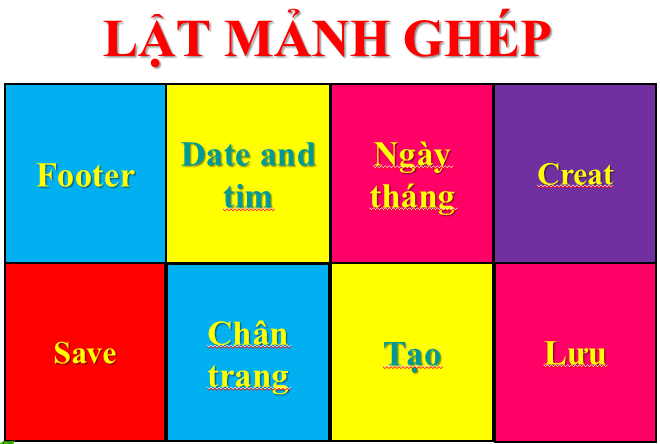 LẬT MẢNH GHÉP
Footer
Date and
tim
Ngày
tháng
Creat
Save
Chân
trang
Tạo
Lưu